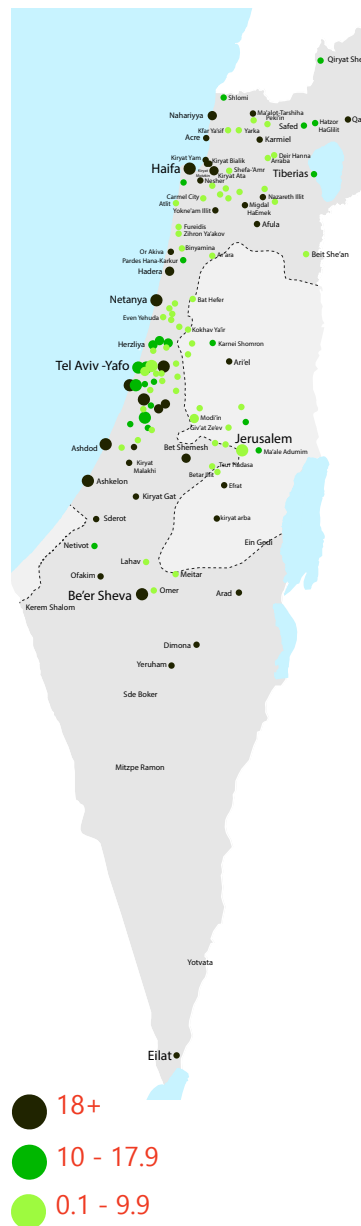 Qiryat She
Shlomi
Nahariyya
Ma'alot-Tarshiha
Peki'in
Hatzor
HaGlilit
Qa
Safed
Kfar Ya'sif
Yarka
Acre
Karmiel
Kiryat Yam
Kiryat Bialik
Deir Hanna
Arraba
Haifa
Kiryat
Shefa-'Amr
Kiryat Ata
Tiberias
Nesher
Carmel City
Nazareth Illit
Atlit
Migdal
HaEmek
Yokne'am Illit
Afula
Fureidis
Zihron Ya'akov
Binyamina
Or Akiva
Ar'ara
Beit She'an
Pardes Hana-Karkur
Hadera
Netanya
Bat Hefer
Even Yehuda
Kokhav Ya'ir
Herzliya
Karnei Shomron
Tel Aviv -Yafo
Ari'el
Modi'in
Giv'at Ze'ev
Ashdod
Jerusalem
Bet Shemesh
Ma'ale Adumim
Kiryat
Malakhi
Tsur Hadasa
Betar Illit
Ashkelon
Efrat
Kiryat Gat
Sderot
kiryat arba
Netivot
Ein Gedi
Lahav
Ofakim
Meitar
Kerem Shalom
Be'er Sheva
Omer
Arad
Dimona
Yeruham
Sde Boker
Mitzpe Ramon
Yotvata
Eilat
18+
10 - 17.9
0.1 - 9.9